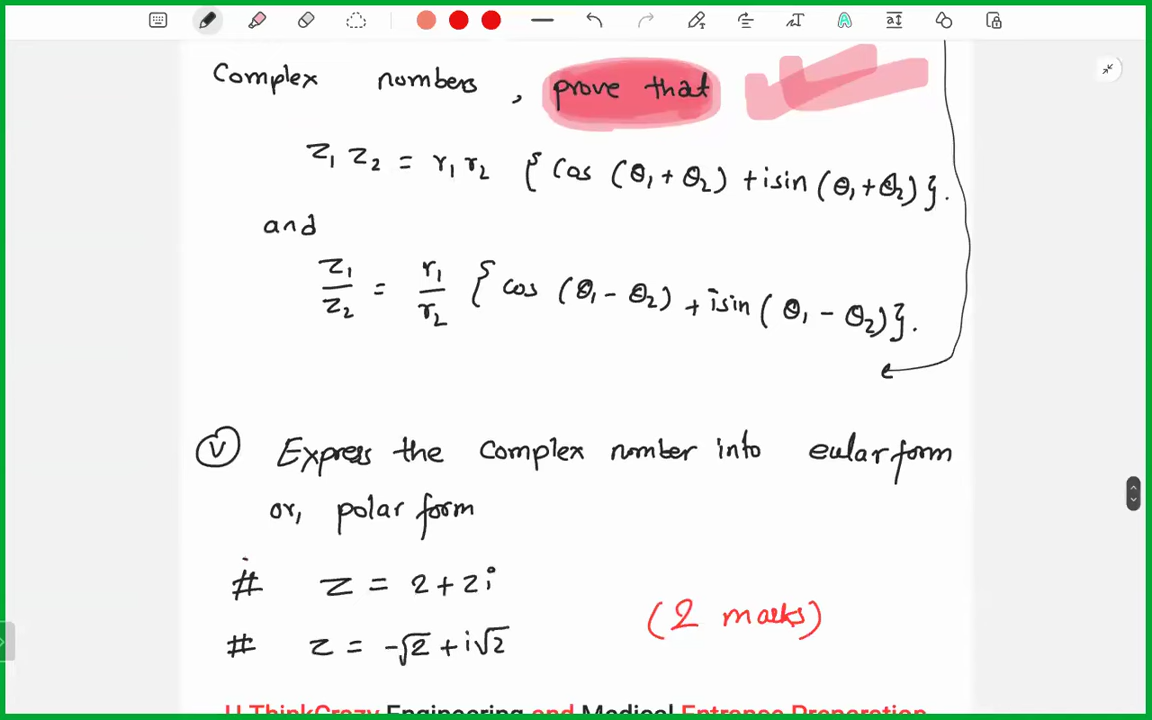 Complex numbers, prove that
z₁ z₂ = r₁ r₂ {cos (θ₁ + θ₂) + isin (θ₁ + θ₂)}.
and
z₁/z₂ = r₁/r₂ {cos (θ₁ - θ₂) + isin (θ₁ - θ₂)}.
Ⓥ Express the complex number into eular form
or, polar form
# z = 2 + 2i
(2 marks)
# z = -√2 + i√2
U ThinkCrazy Engineering and Medical Entrance Preparation